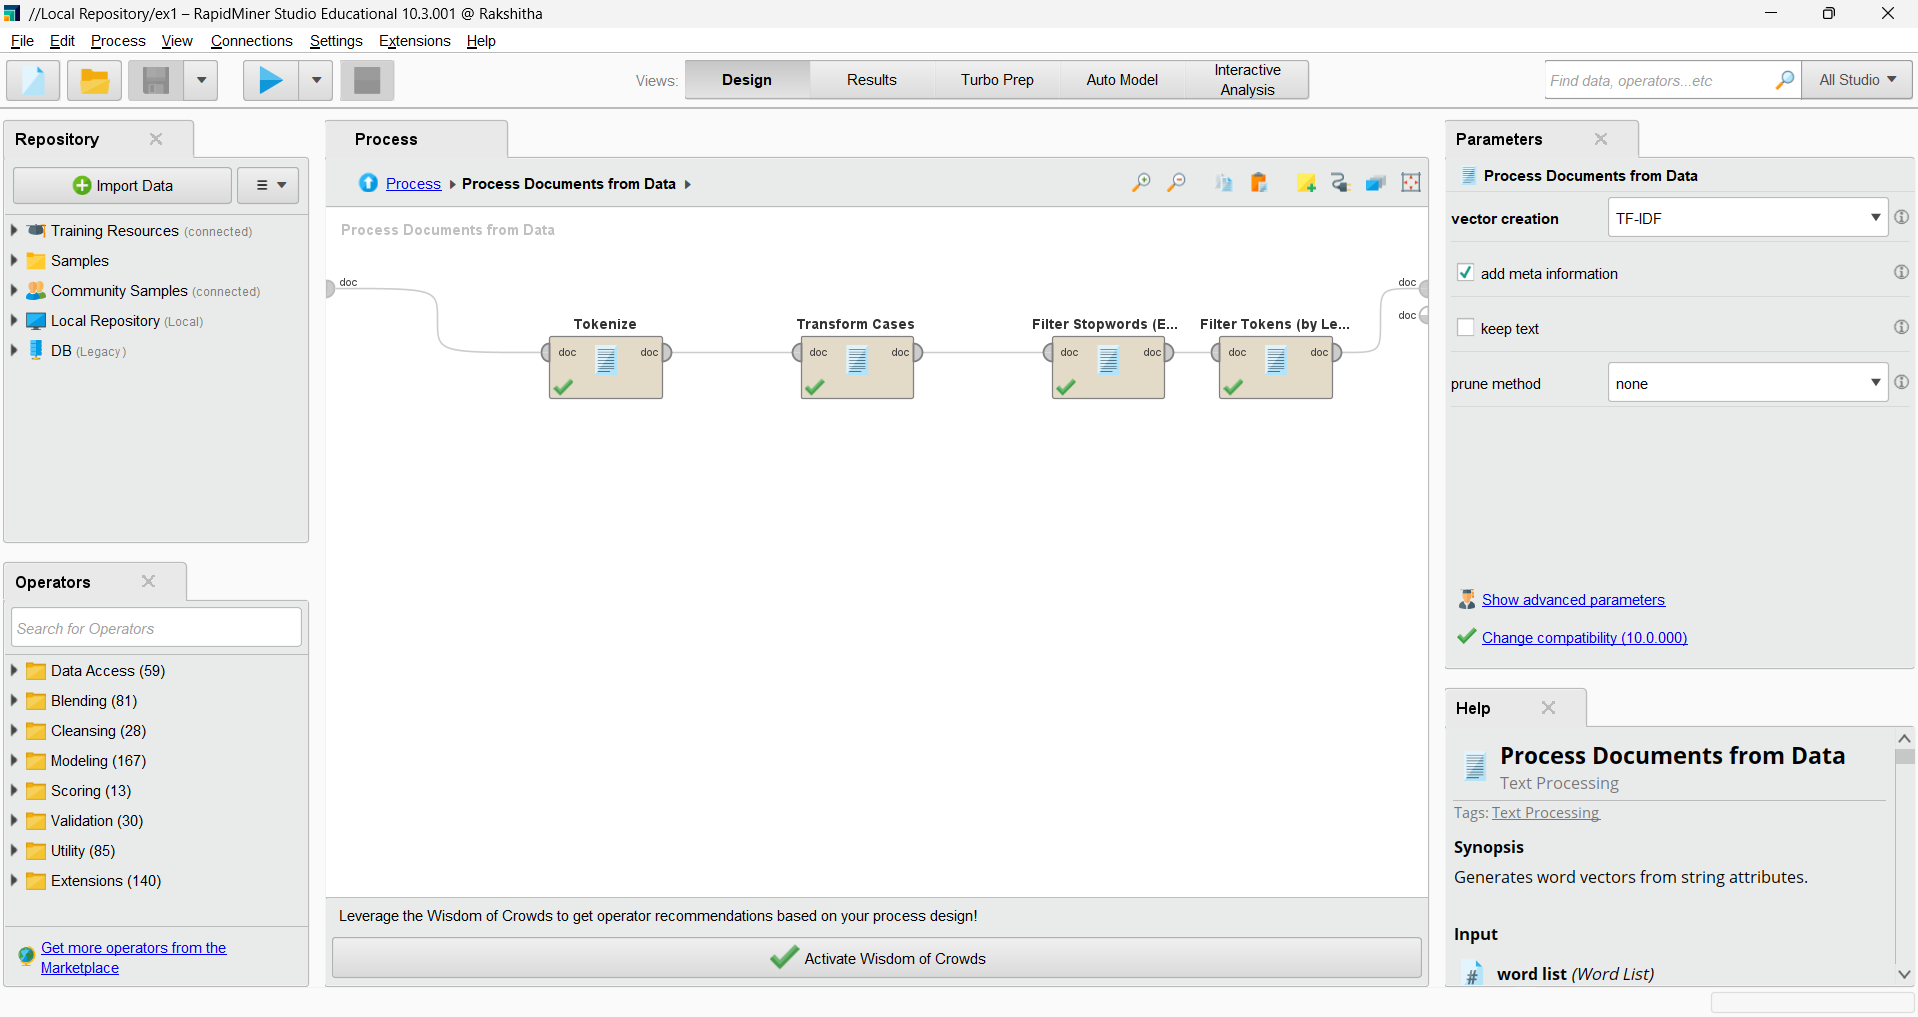 //Local Repository/ex1 – RapidMiner Studio Educational 10.3.001 @ Rakshitha
File Edit Process View Connections Settings Extensions Help
Views: Design Results Turbo Prep Auto Model Interactive Analysis
Find data, operators...etc All Studio
Repository
Import Data
Training Resources (connected)
Samples
Community Samples (connected)
Local Repository (Local)
DB (Legacy)
Operators
Search for Operators
Data Access (59)
Blending (81)
Cleansing (28)
Modeling (167)
Scoring (13)
Validation (30)
Utility (85)
Extensions (140)
Get more operators from the
Marketplace
Process
Process Process Documents from Data
Process Documents from Data
doc doc
doc
Tokenize Transform Cases Filter Stopwords (E... Filter Tokens (by Le...
doc doc doc doc doc doc doc doc
Leverage the Wisdom of Crowds to get operator recommendations based on your process design!
Activate Wisdom of Crowds
Parameters
Process Documents from Data
vector creation TF-IDF
add meta information
keep text
prune method none
Show advanced parameters
Change compatibility (10.0.000)
Help
Process Documents from Data
Text Processing
Tags: Text Processing
Synopsis
Generates word vectors from string attributes.
Input
# word list (Word List)